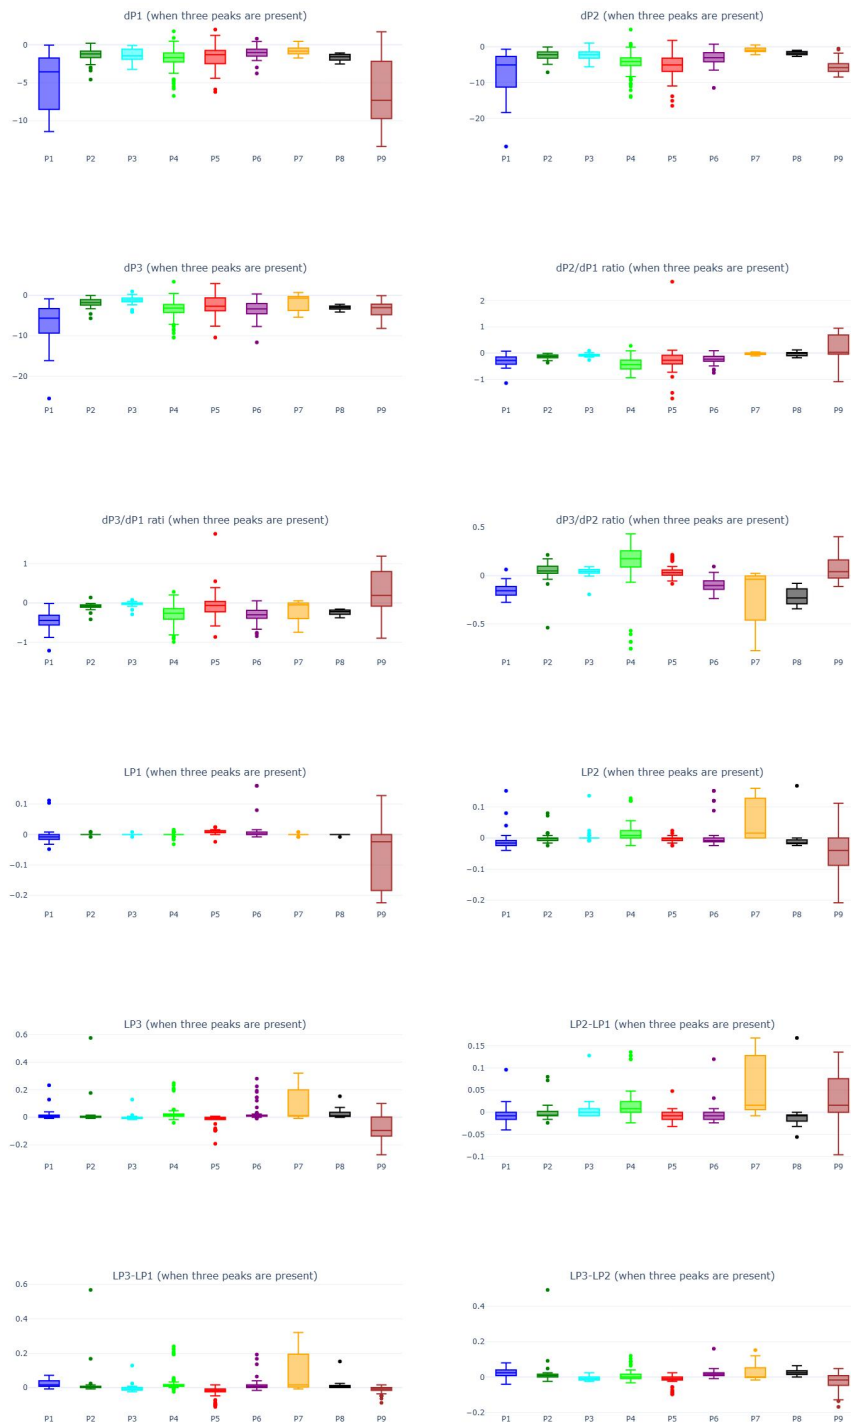 dP1 (when three peaks are present)
0
−5
−10
P1 P2 P3 P4 P5 P6 P7 P8 P9
dP2 (when three peaks are present)
0
−10
−20
P1 P2 P3 P4 P5 P6 P7 P8 P9
dP3 (when three peaks are present)
0
−10
−20
P1 P2 P3 P4 P5 P6 P7 P8 P9
dP2/dP1 ratio (when three peaks are present)
2
1
0
−1
P1 P2 P3 P4 P5 P6 P7 P8 P9
dP3/dP1 rati (when three peaks are present)
1
0
−1
P1 P2 P3 P4 P5 P6 P7 P8 P9
dP3/dP2 ratio (when three peaks are present)
0.5
0
−0.5
P1 P2 P3 P4 P5 P6 P7 P8 P9
LP1 (when three peaks are present)
0.1
0
−0.1
−0.2
P1 P2 P3 P4 P5 P6 P7 P8 P9
LP2 (when three peaks are present)
0.1
0
−0.1
−0.2
P1 P2 P3 P4 P5 P6 P7 P8 P9
LP3 (when three peaks are present)
0.6
0.4
0.2
0
−0.2
P1 P2 P3 P4 P5 P6 P7 P8 P9
LP2-LP1 (when three peaks are present)
0.15
0.1
0.05
0
−0.05
−0.1
P1 P2 P3 P4 P5 P6 P7 P8 P9
LP3-LP1 (when three peaks are present)
0.6
0.4
0.2
0
P1 P2 P3 P4 P5 P6 P7 P8 P9
LP3-LP2 (when three peaks are present)
0.4
0.2
0
−0.2
P1 P2 P3 P4 P5 P6 P7 P8 P9